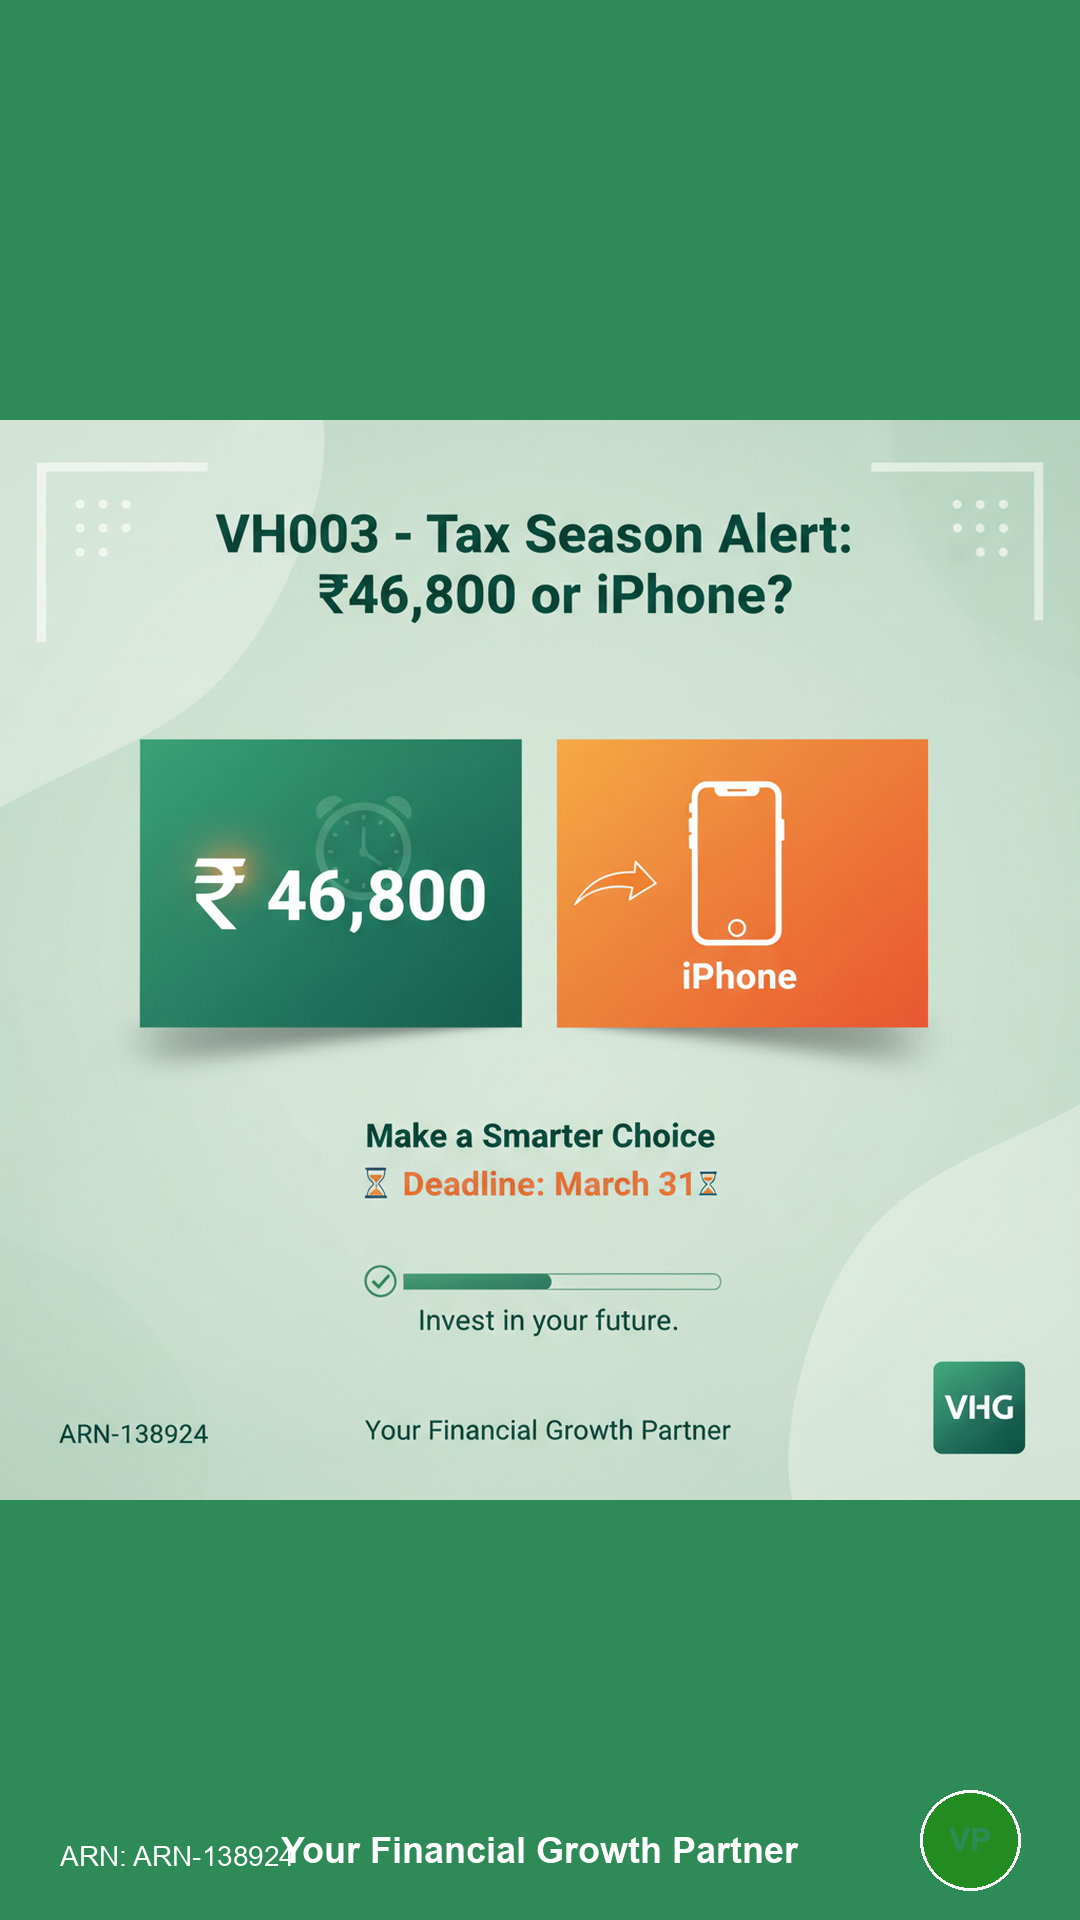 VH003 - Tax Season Alert:
₹46,800 or iPhone?
₹ 46,800
iPhone
Make a Smarter Choice
⏳ Deadline: March 31⏳
Invest in your future.
ARN-138924
Your Financial Growth Partner
VHG
ARN: ARN-138924
Your Financial Growth Partner
VP